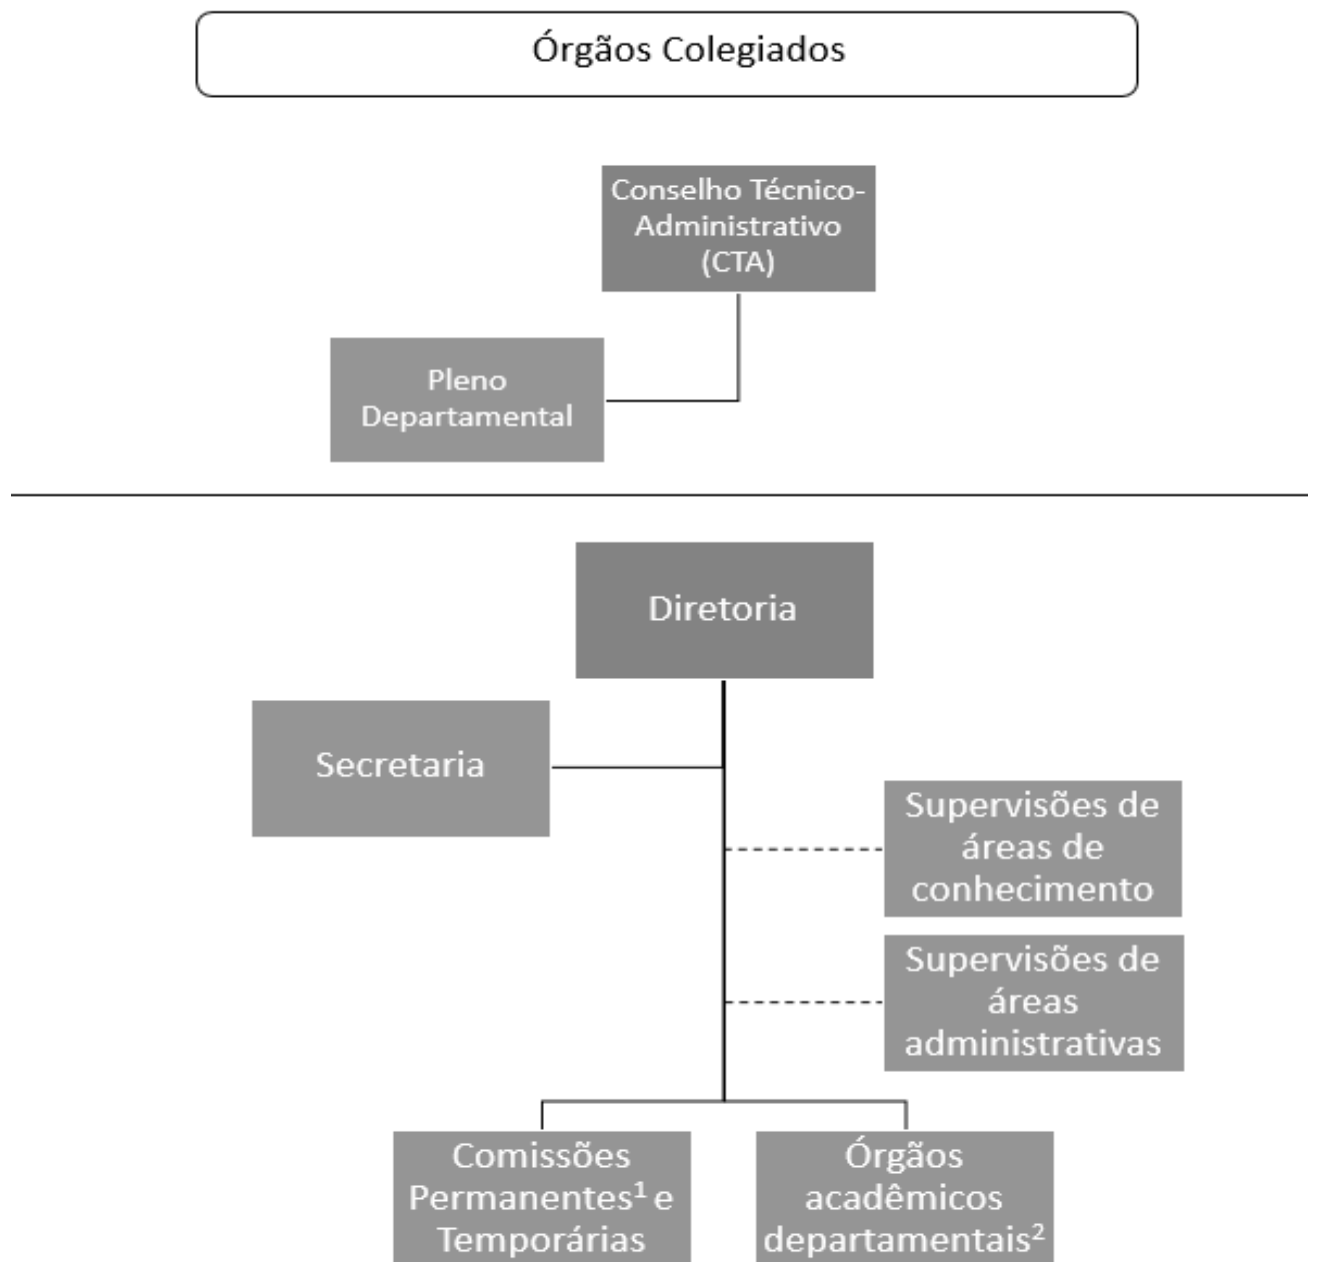 Órgãos Colegiados
Conselho Técnico-
Administrativo
(CTA)
Pleno
Departamental
Diretoria
Secretaria
Supervisões de
áreas de
conhecimento
Supervisões de
áreas
administrativas
Comissões
Permanentes¹ e
Temporárias
Órgãos
acadêmicos
departamentais²